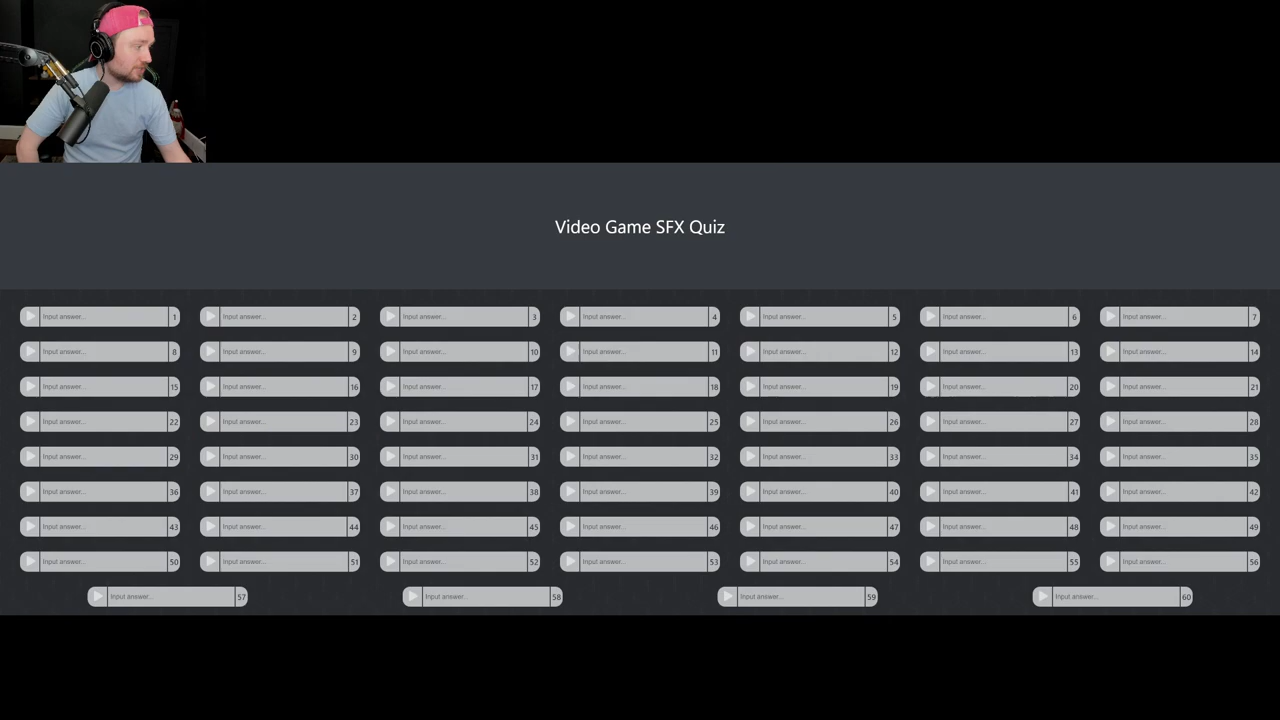 Video Game SFX Quiz
Input answer... 1 Input answer... 2 Input answer... 3 Input answer... 4 Input answer... 5 Input answer... 6 Input answer... 7
Input answer... 8 Input answer... 9 Input answer... 10 Input answer... 11 Input answer... 12 Input answer... 13 Input answer... 14
Input answer... 15 Input answer... 16 Input answer... 17 Input answer... 18 Input answer... 19 Input answer... 20 Input answer... 21
Input answer... 22 Input answer... 23 Input answer... 24 Input answer... 25 Input answer... 26 Input answer... 27 Input answer... 28
Input answer... 29 Input answer... 30 Input answer... 31 Input answer... 32 Input answer... 33 Input answer... 34 Input answer... 35
Input answer... 36 Input answer... 37 Input answer... 38 Input answer... 39 Input answer... 40 Input answer... 41 Input answer... 42
Input answer... 43 Input answer... 44 Input answer... 45 Input answer... 46 Input answer... 47 Input answer... 48 Input answer... 49
Input answer... 50 Input answer... 51 Input answer... 52 Input answer... 53 Input answer... 54 Input answer... 55 Input answer... 56
Input answer... 57 Input answer... 58 Input answer... 59 Input answer... 60